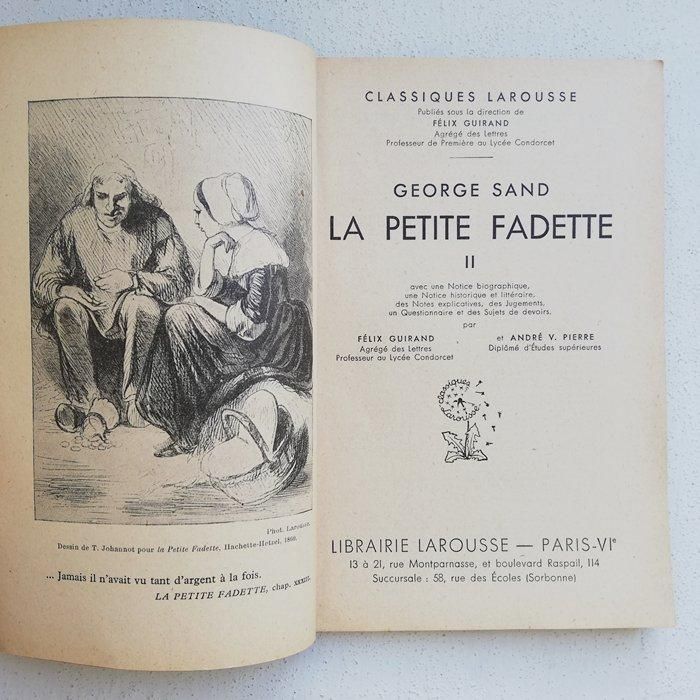 Phot. Larousse.
Dessin de T. Johannot pour la Petite Fadette, Hachette-Hetzel, 1860.
... Jamais il n'avait vu tant d'argent à la fois.
LA PETITE FADETTE, chap.
CLASSIQUES LAROUSSE
Publiés sous la direction de
FÉLIX GUIRAND
Agrégé des Lettres
Professeur de Première au Lycée Condorcet
GEORGE SAND
LA PETITE FADETTE
II
avec une Notice biographique,
une Notice historique et littéraire,
des Notes explicatives, des Jugements,
un Questionnaire et des Sujets de devoirs,
par
FÉLIX GUIRAND et ANDRÉ V. PIERRE
Agrégé des Lettres Diplômé d'Études supérieures
Professeur au Lycée Condorcet
classiques
Larousse
LIBRAIRIE LAROUSSE — PARIS-VIe
13 à 21, rue Montparnasse, et boulevard Raspail, 114
Succursale : 58, rue des Écoles (Sorbonne)